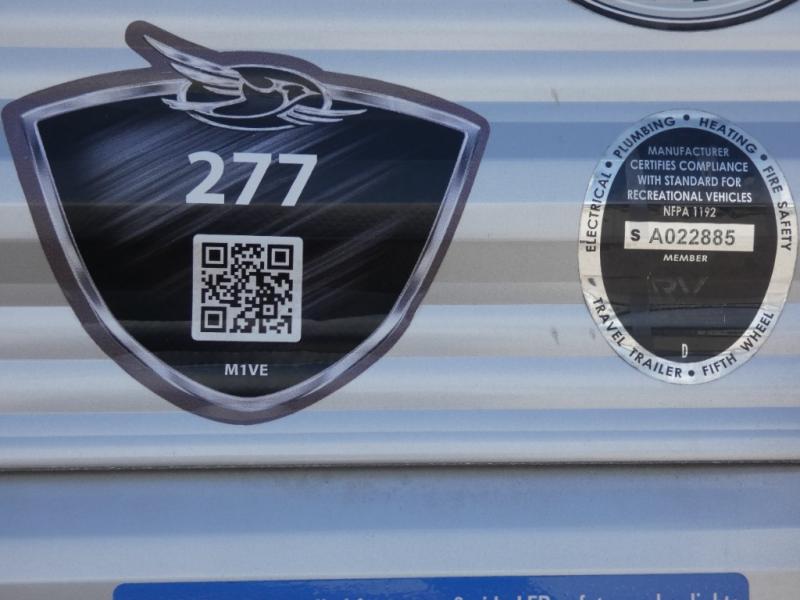 277
M1VE
ELECTRICAL • PLUMBING • HEATING • FIRE SAFETY
MANUFACTURER
CERTIFIES COMPLIANCE
WITH STANDARD FOR
RECREATIONAL VEHICLES
NFPA 1192
S A022885
MEMBER
RV
D
TRAVEL TRAILER • FIFTH WHEEL